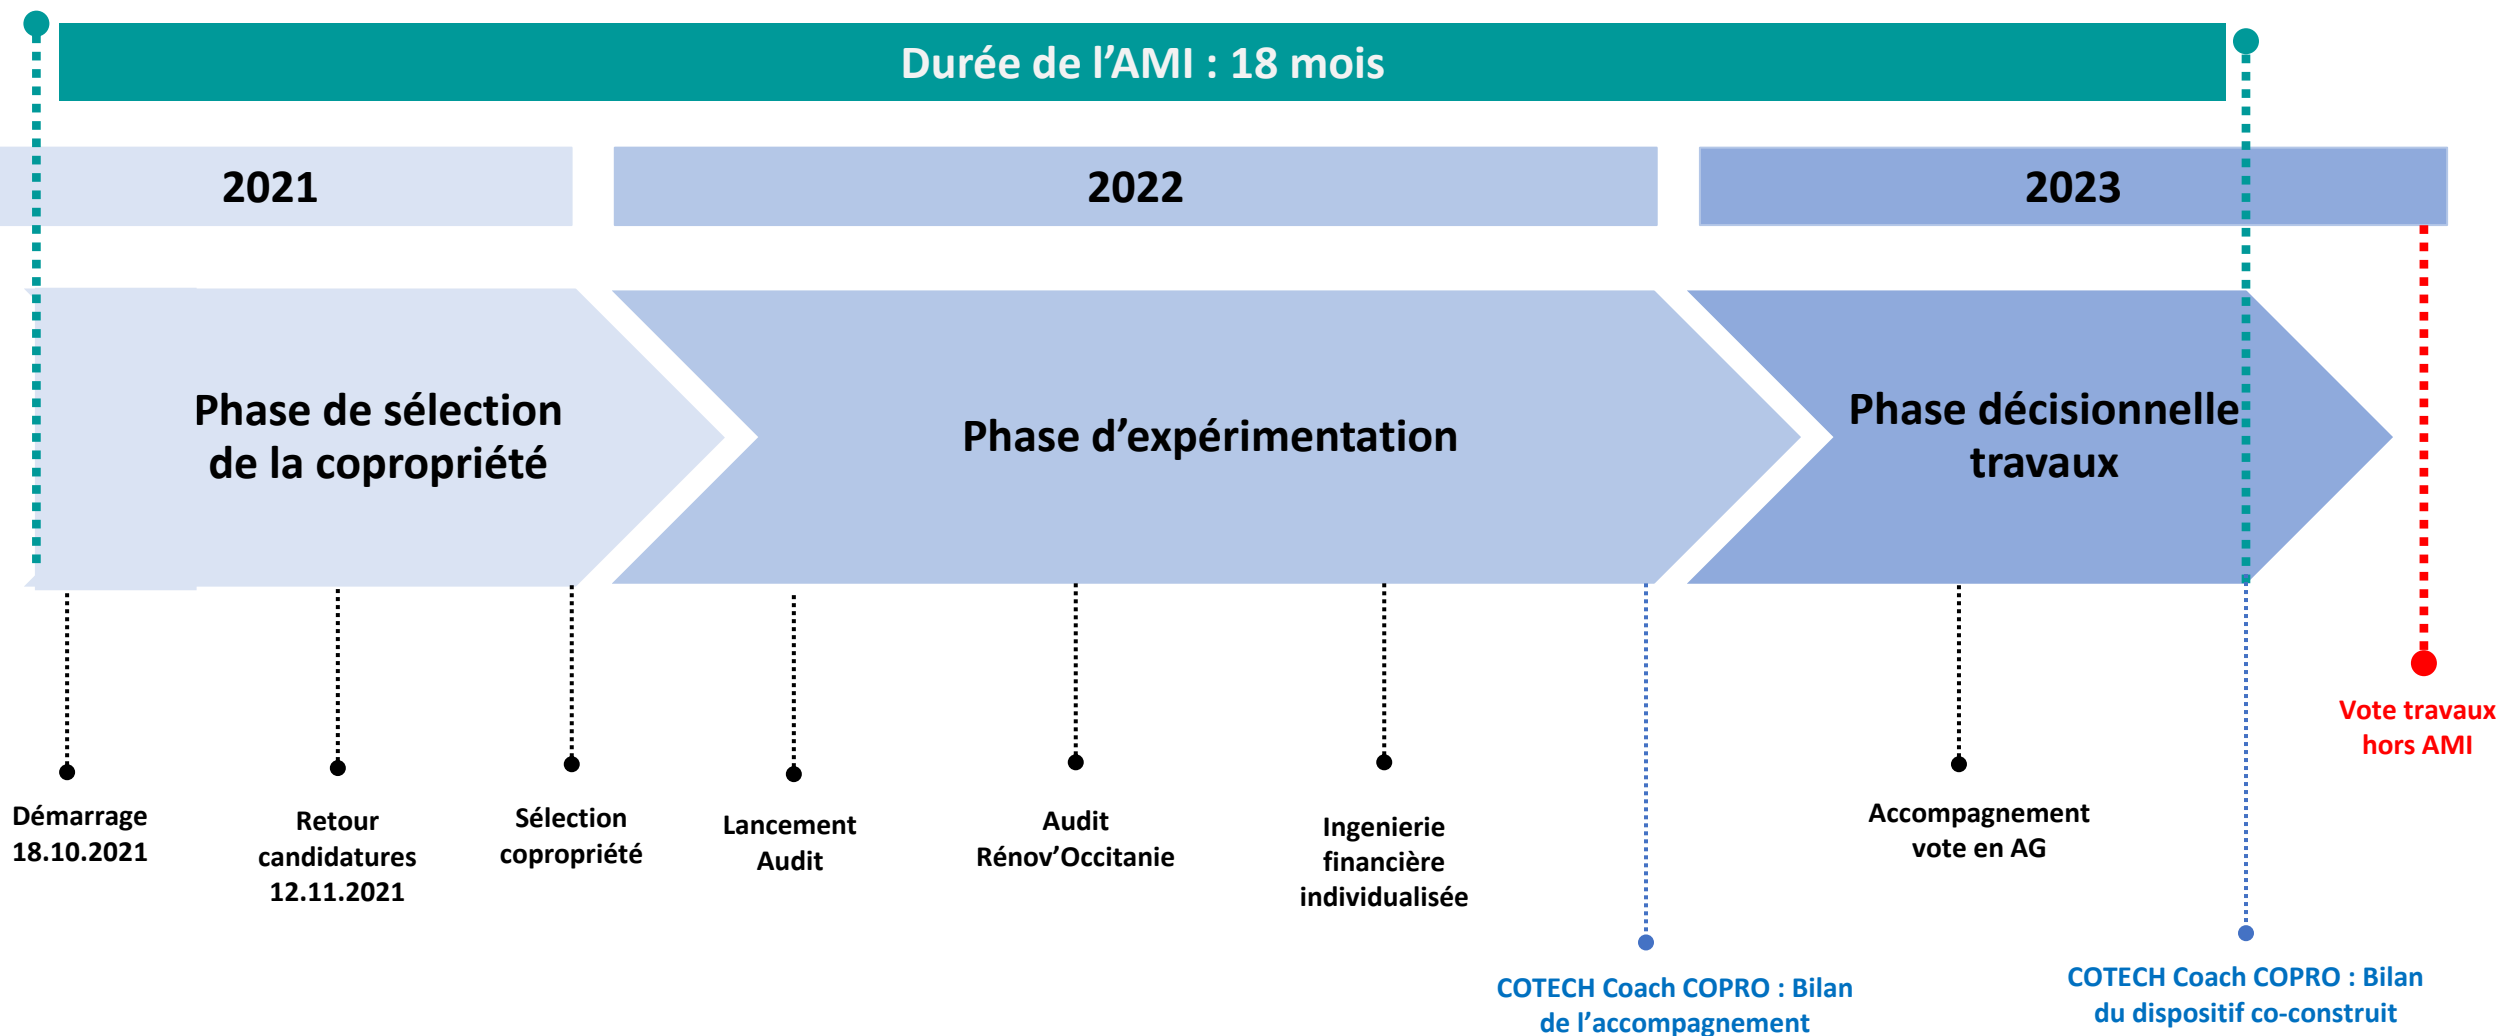 Durée de l’AMI : 18 mois
2021
2022
2023
Phase de sélection
de la copropriété
Phase d’expérimentation
Phase décisionnelle
travaux
Vote travaux
hors AMI
Démarrage
18.10.2021
Retour
candidatures
12.11.2021
Sélection
copropriété
Lancement
Audit
Audit
Rénov’Occitanie
Ingenierie
financière
individualisée
Accompagnement
vote en AG
COTECH Coach COPRO : Bilan
de l’accompagnement
COTECH Coach COPRO : Bilan
du dispositif co-construit